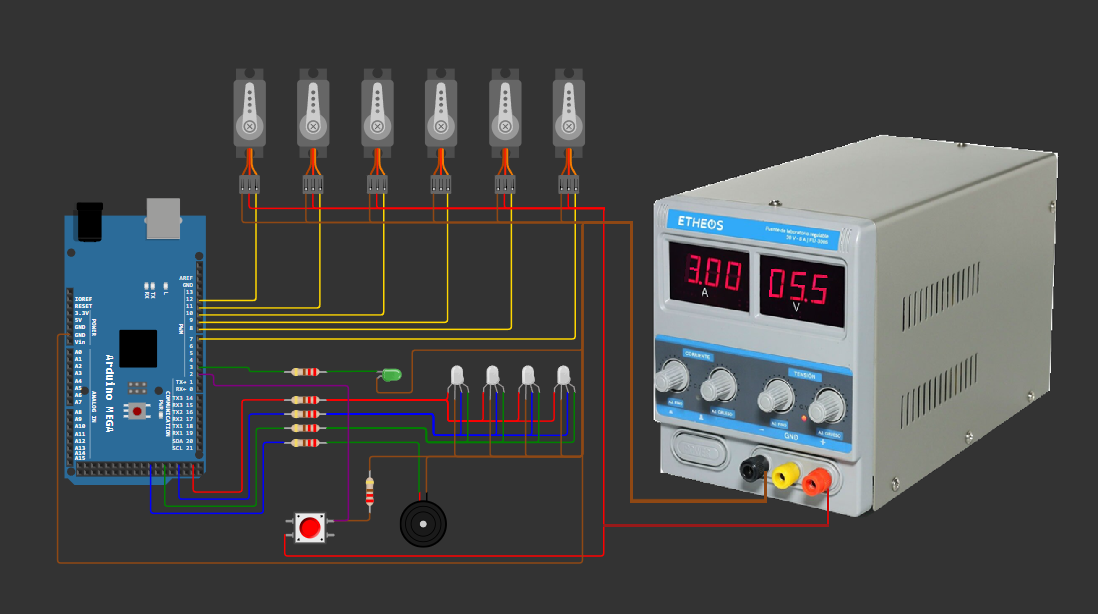 AREF
GND
13
12
11
10
9
8
7
6
5
4
3
2
TX→ 1
RX← 0
TX3 14
RX3 15
TX2 16
RX2 17
TX1 18
RX1 19
SDA 20
SCL 21
PWM
COMMUNICATION
RX
TX
L
PWR
IOREF
RESET
3.3V
5V
GND
GND
Vin
POWER
A0
A1
A2
A3
A4
A5
A6
A7
A8
A9
A10
A11
A12
A13
A14
A15
ANALOG IN
Arduino MEGA
ETHEOS
3.00
A
05.5
V
CORRIENTE
TENSIÓN
GND
+